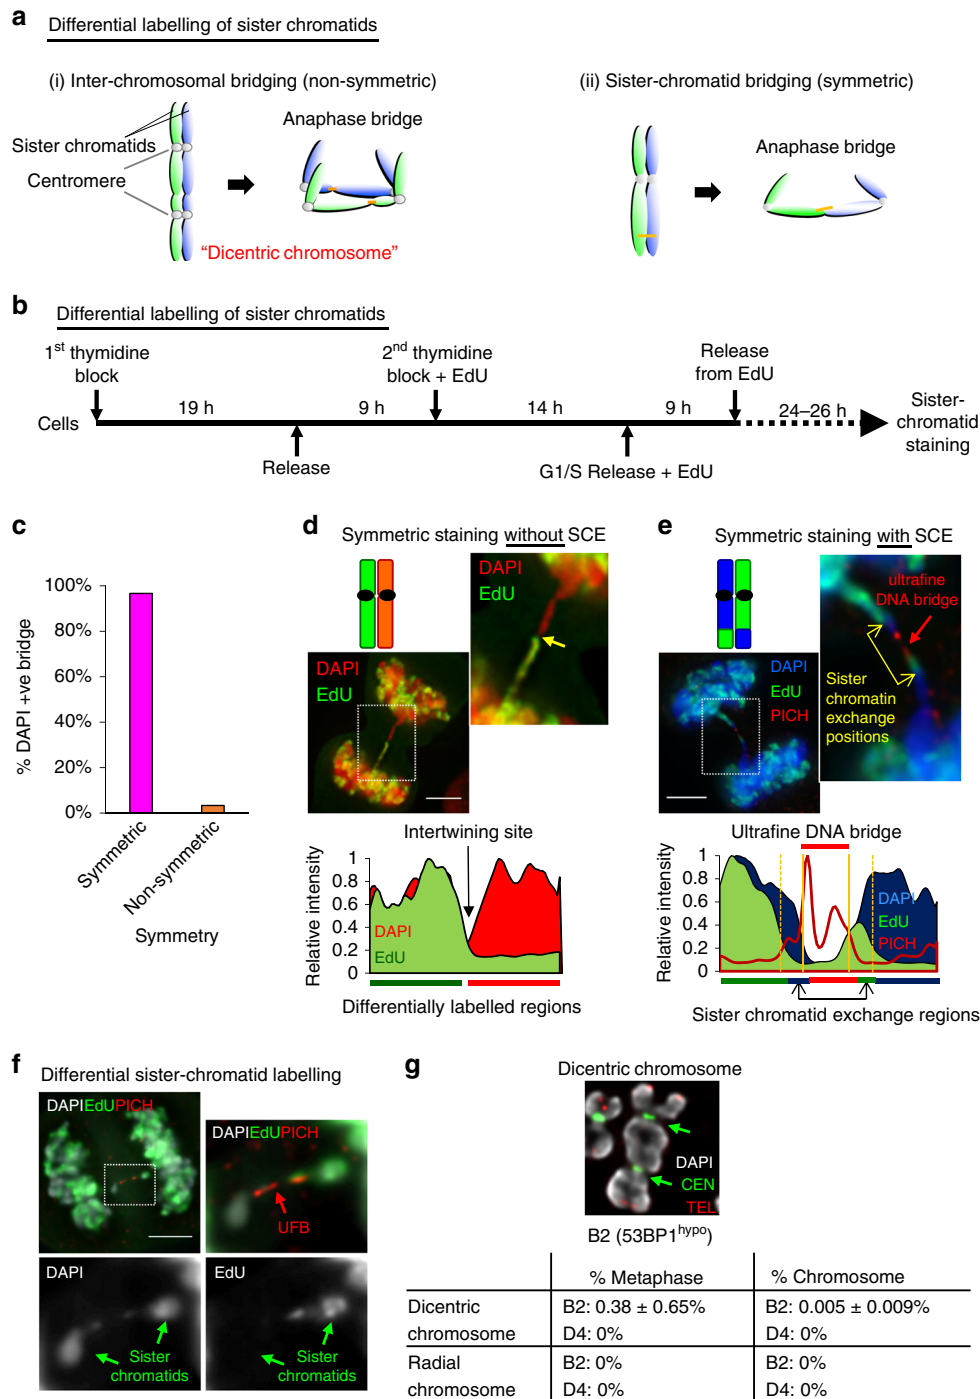 a Differential labelling of sister chromatids
(i) Inter-chromosomal bridging (non-symmetric)
(ii) Sister-chromatid bridging (symmetric)
Anaphase bridge
Sister chromatids
Centromere
"Dicentric chromosome"
Anaphase bridge
b Differential labelling of sister chromatids
1st thymidine
block
2nd thymidine
block + EdU
Release
from EdU
Cells
19 h
9 h
14 h
9 h
24–26 h
Sister-
chromatid
staining
Release
G1/S Release + EdU
c
% DAPI +ve bridge
100%
80%
60%
40%
20%
0%
Symmetric
Non-symmetric
Symmetry
d
Symmetric staining without SCE
DAPI
EdU
DAPI
EdU
Intertwining site
Relative intensity
1
0.8
0.6
0.4
0.2
0
DAPI
EdU
Differentially labelled regions
e
Symmetric staining with SCE
ultrafine
DNA bridge
DAPI
EdU
PICH
Sister
chromatin
exchange
positions
Ultrafine DNA bridge
Relative intensity
1
0.8
0.6
0.4
0.2
0
DAPI
EdU
PICH
Sister chromatid exchange regions
f
Differential sister-chromatid labelling
DAPIEdUPICH
DAPIEdUPICH
UFB
DAPI
Sister
chromatids
EdU
Sister
chromatids
g
Dicentric chromosome
DAPI
CEN
TEL
B2 (53BP1hypo)
% Metaphase
% Chromosome
Dicentric B2: 0.38 ± 0.65% B2: 0.005 ± 0.009%
chromosome D4: 0% D4: 0%
Radial B2: 0% B2: 0%
chromosome D4: 0% D4: 0%